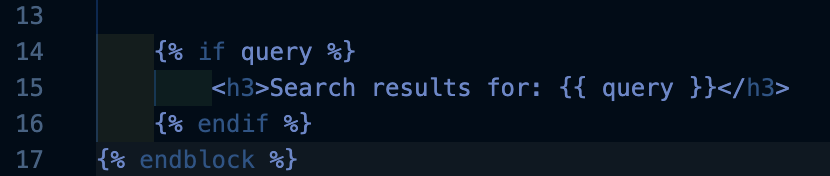 13
14 {% if query %}
15 <h3>Search results for: {{ query }}</h3>
16 {% endif %}
17 {% endblock %}